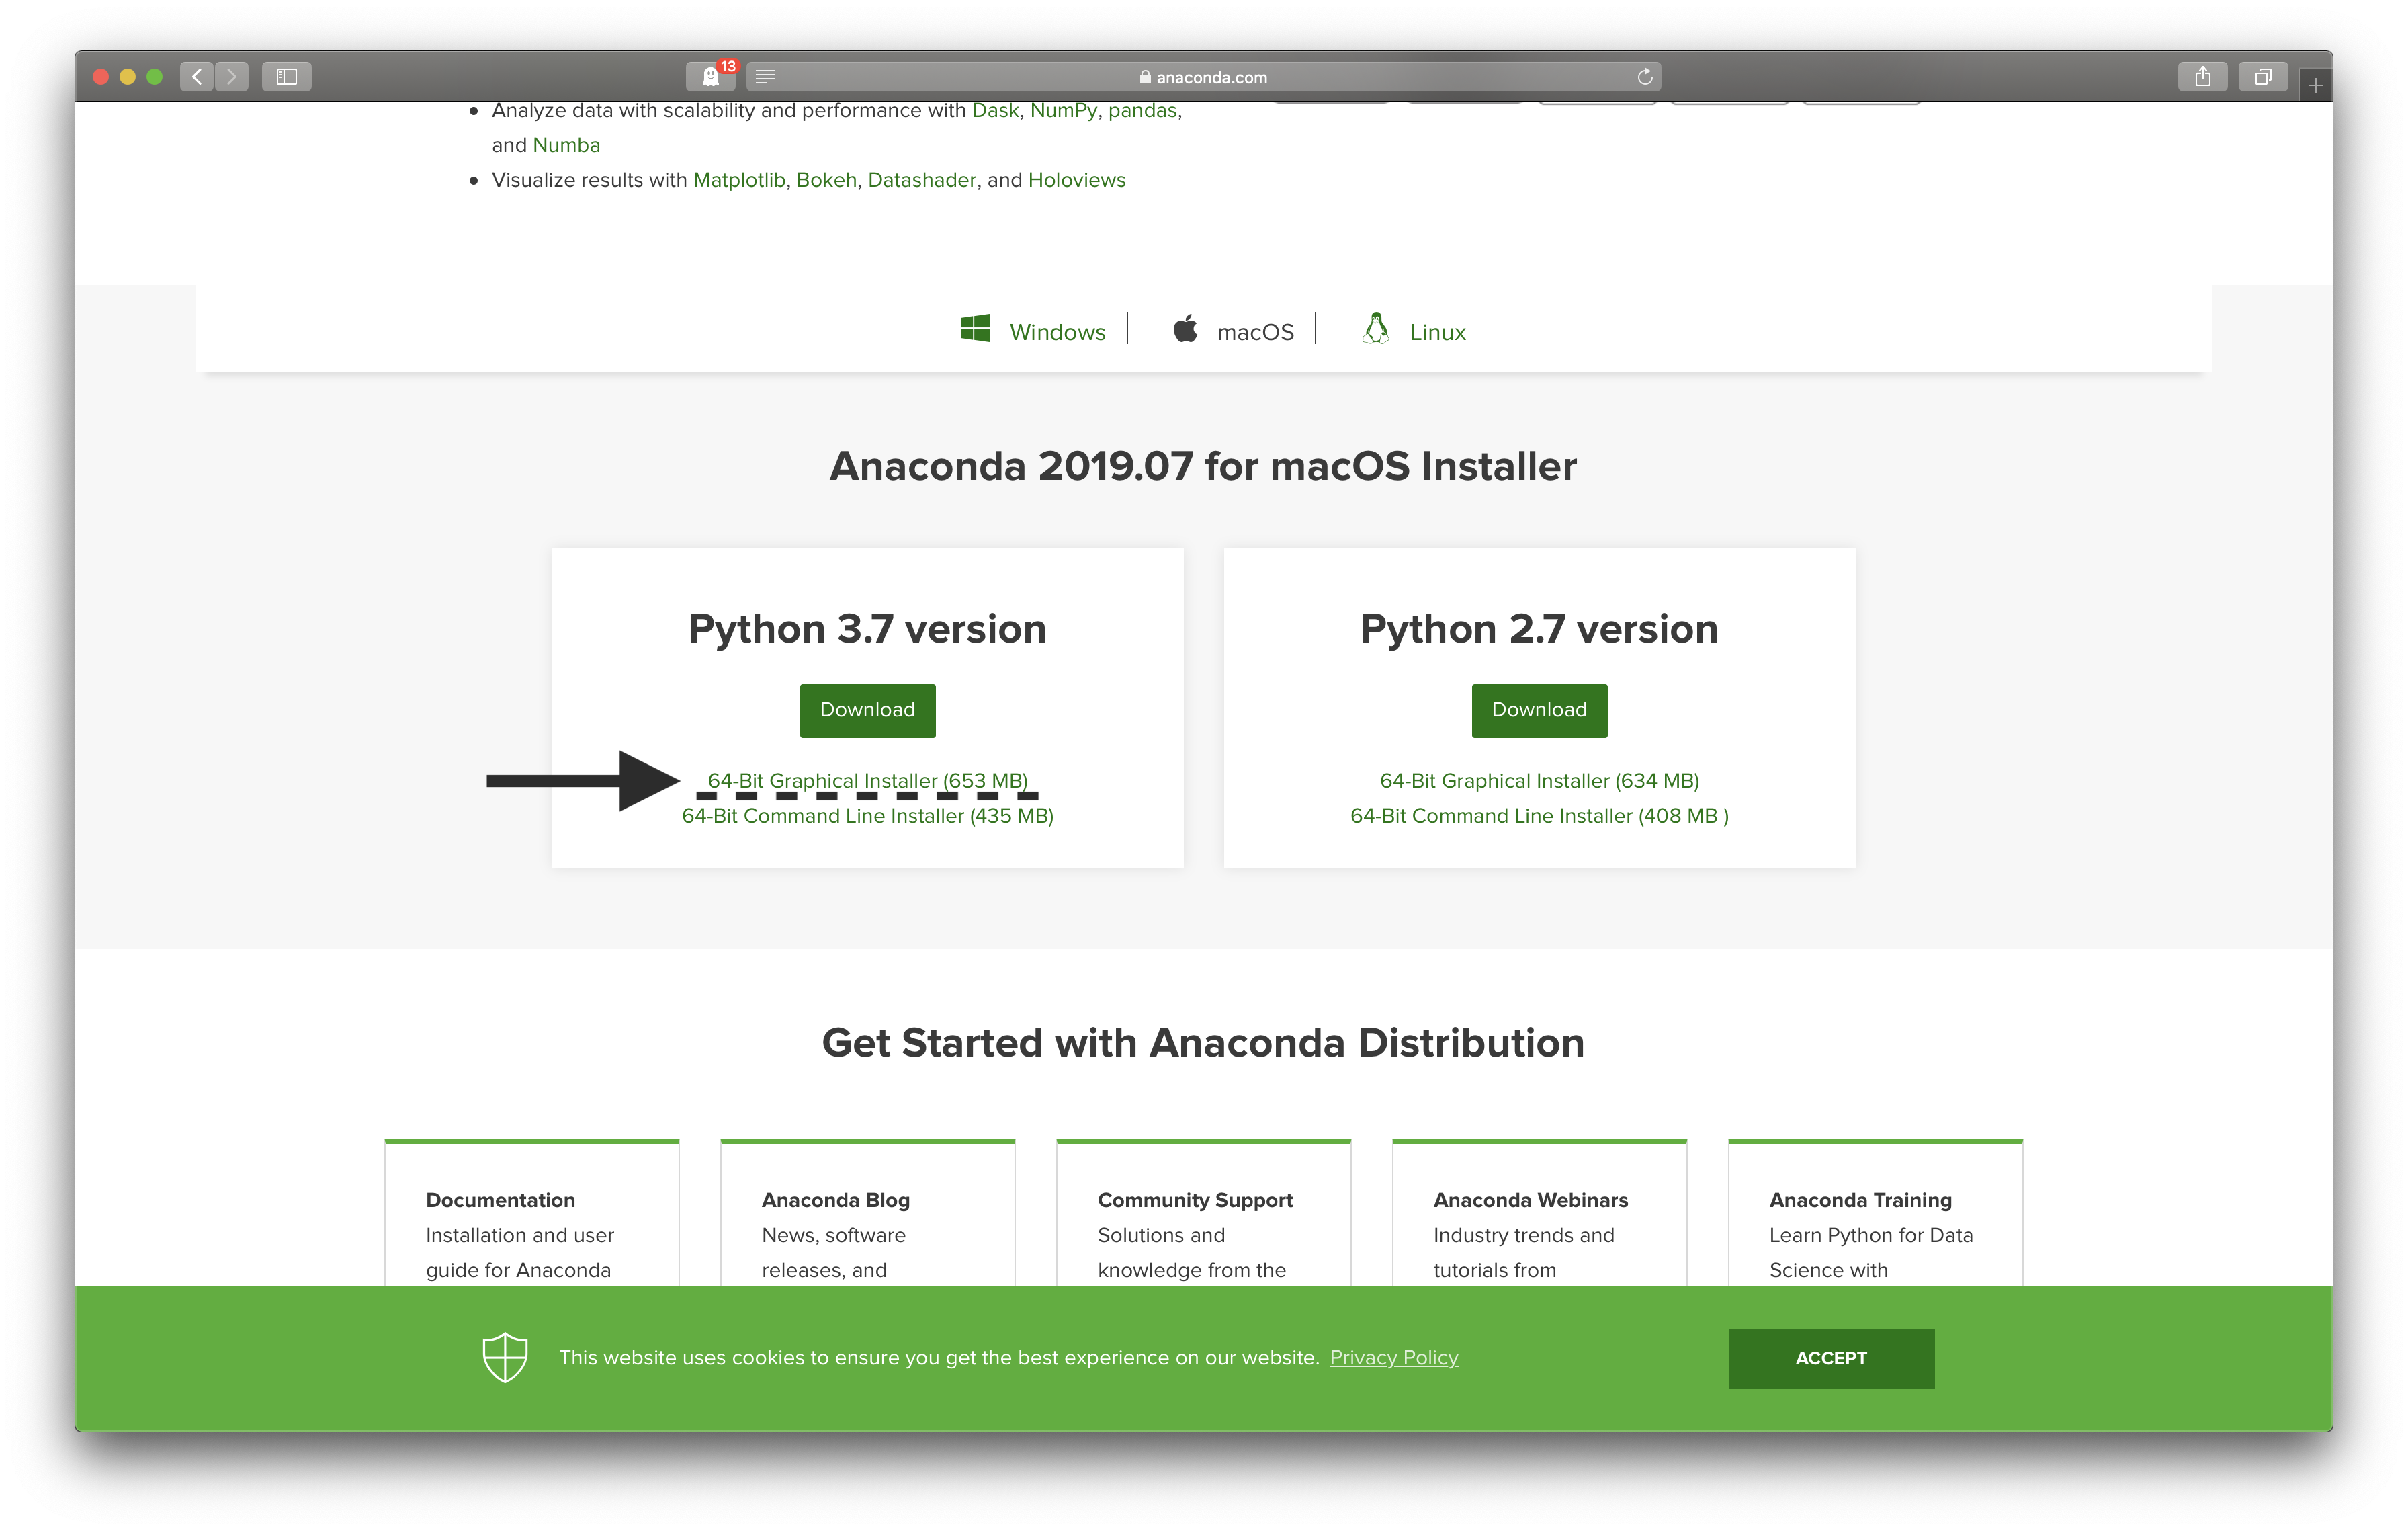 13
anaconda.com
• Analyze data with scalability and performance with Dask, NumPy, pandas,
and Numba
• Visualize results with Matplotlib, Bokeh, Datashader, and Holoviews
Windows | macOS | Linux
Anaconda 2019.07 for macOS Installer
Python 3.7 version
Download
64-Bit Graphical Installer (653 MB)
64-Bit Command Line Installer (435 MB)
Python 2.7 version
Download
64-Bit Graphical Installer (634 MB)
64-Bit Command Line Installer (408 MB )
Get Started with Anaconda Distribution
Documentation
Installation and user
guide for Anaconda
Anaconda Blog
News, software
releases, and
Community Support
Solutions and
knowledge from the
Anaconda Webinars
Industry trends and
tutorials from
Anaconda Training
Learn Python for Data
Science with
This website uses cookies to ensure you get the best experience on our website. Privacy Policy
ACCEPT